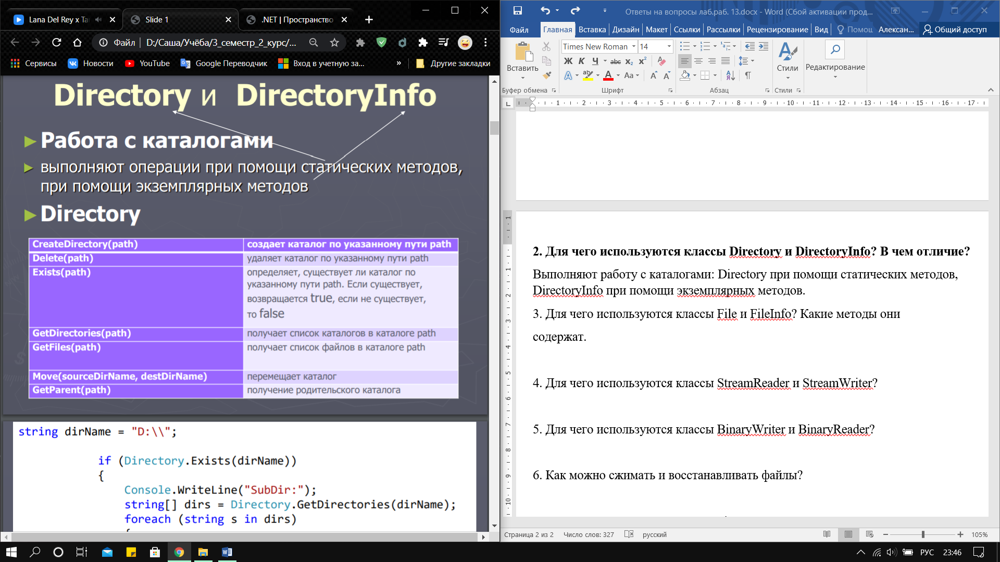 Lana Del Rey x Ta
Slide 1
.NET | Пространство
Файл
D:/Саша/Учёба/3_семестр_2_курс/...
Сервисы
Новости
YouTube
Google Переводчик
Вход в учетную за...
»
Другие закладки
Directory и DirectoryInfo
Работа с каталогами
выполняют операции при помощи статических методов,
при помощи экземплярных методов
Directory
CreateDirectory(path) создает каталог по указанному пути path
Delete(path) удаляет каталог по указанному пути path
Exists(path) определяет, существует ли каталог по
указанному пути path. Если существует,
возвращается true, если не существует,
то false
GetDirectories(path) получает список каталогов в каталоге path
GetFiles(path) получает список файлов в каталоге path
Move(sourceDirName, destDirName) перемещает каталог
GetParent(path) получение родительского каталога
string dirName = "D:\\";
if (Directory.Exists(dirName))
{
Console.WriteLine("SubDir:");
string[] dirs = Directory.GetDirectories(dirName);
foreach (string s in dirs)
Ответы на вопросы лаб.раб. 13.docx - Word (Сбой активации прод...
Файл Главная Вставка Дизайн Макет Ссылки Рассылки Рецензирование Вид Помощ Алексан... Общий доступ
Вставить
Times New Roman 14
Ж К Ч abc x₂ x²
Aa
Стили
Редактирование
Буфер обмена Шрифт Абзац Стили
1 2 3 4 5 6 7 8 9 10 11 12 13 14 15 16 17
1
1
2
3
4
5
6
7
8
9
10
2. Для чего используются классы Directory и DirectoryInfo? В чем отличие?
Выполняют работу с каталогами: Directory при помощи статических методов,
DirectoryInfo при помощи экземплярных методов.
3. Для чего используются классы File и FileInfo? Какие методы они
содержат.
4. Для чего используются классы StreamReader и StreamWriter?
5. Для чего используются классы BinaryWriter и BinaryReader?
6. Как можно сжимать и восстанавливать файлы?
Страница 2 из 2 Число слов: 327 русский 105%
РУС 23:46